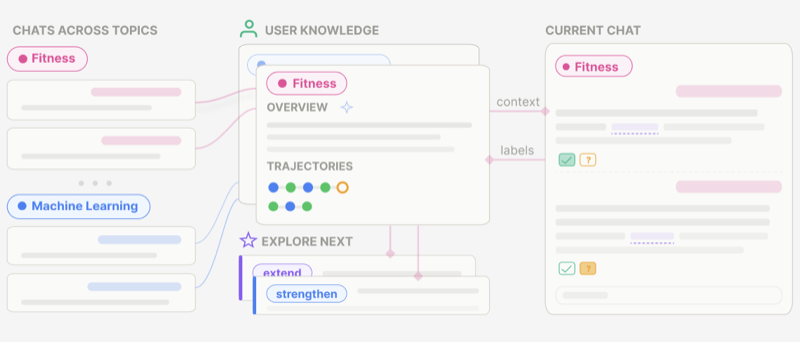 CHATS ACROSS TOPICS
Fitness
Machine Learning
USER KNOWLEDGE
Fitness
OVERVIEW
TRAJECTORIES
EXPLORE NEXT
extend
strengthen
context
labels
CURRENT CHAT
Fitness
?
?